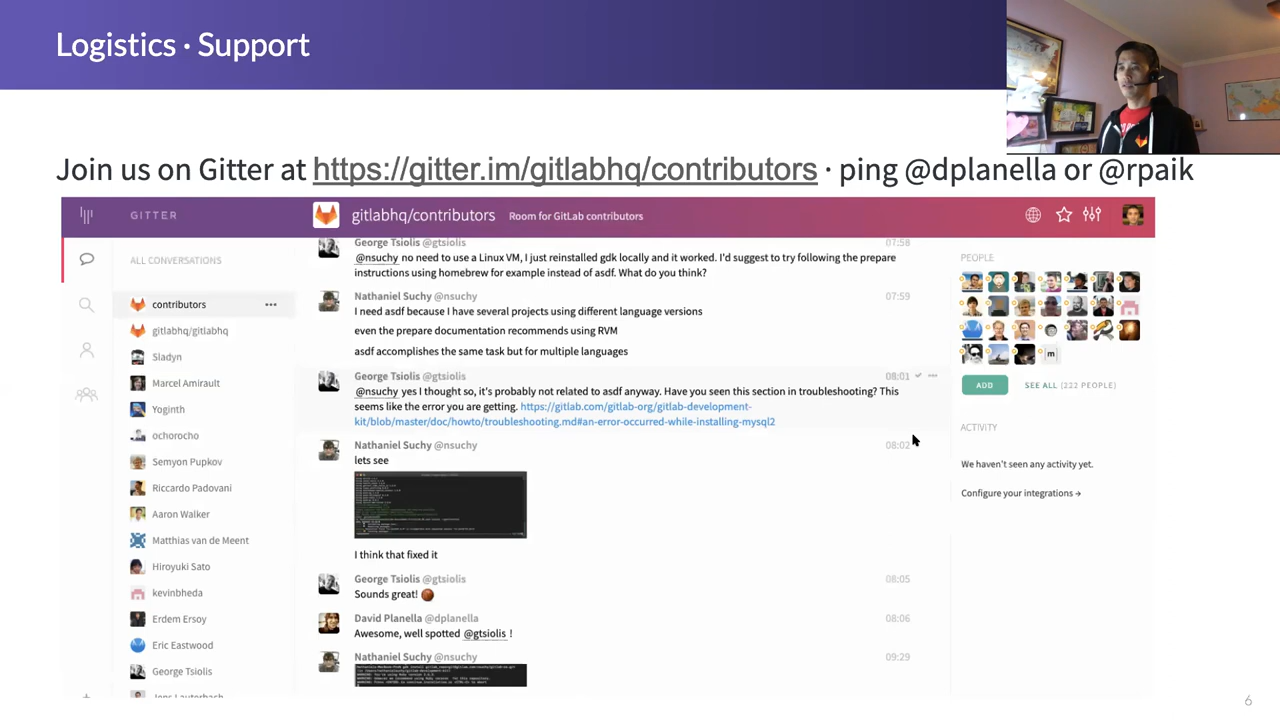 Logistics · Support
Join us on Gitter at https://gitter.im/gitlabhq/contributors · ping @dplanella or @rpaik
GITTER
gitlabhq/contributors
Room for GitLab contributors
ALL CONVERSATIONS
contributors
gitlabhq/gitlabhq
Sladyn
Marcel Amirault
Yoginth
ochorocho
Semyon Pupkov
Riccardo Padovani
Aaron Walker
Matthias van de Meent
Hiroyuki Sato
kevinbheda
Erdem Ersoy
Eric Eastwood
George Tsiolis
Jens Lauterbach
George Tsiolis @gtsiolis 07:58
@nsuchy no need to use a Linux VM, I just reinstalled gdk locally and it worked. I'd suggest to try following the prepare
instructions using homebrew for example instead of asdf. What do you think?
Nathaniel Suchy @nsuchy 07:59
I need asdf because I have several projects using different language versions
even the prepare documentation recommends using RVM
asdf accomplishes the same task but for multiple languages
George Tsiolis @gtsiolis 08:01
@nsuchy yes I thought so, it's probably not related to asdf anyway. Have you seen this section in troubleshooting? This
seems like the error you are getting. https://gitlab.com/gitlab-org/gitlab-development-
kit/blob/master/doc/howto/troubleshooting.md#an-error-occurred-while-installing-mysql2
Nathaniel Suchy @nsuchy 08:02
lets see
I think that fixed it
George Tsiolis @gtsiolis 08:05
Sounds great!
David Planella @dplanella 08:06
Awesome, well spotted @gtsiolis !
Nathaniel Suchy @nsuchy 09:29
PEOPLE
m
ADD
SEE ALL (222 PEOPLE)
ACTIVITY
We haven't seen any activity yet.
Configure your integrations →
6